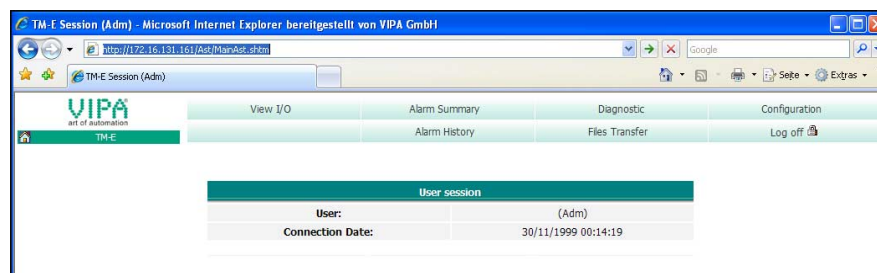 TM-E Session (Adm) - Microsoft Internet Explorer bereitgestellt von VIPA GmbH
http://172.16.131.161/Ast/MainAst.shtm
Google
TM-E Session (Adm)
Seite
Extras
VIPA
art of automation
TM-E
View I/O Alarm Summary Diagnostic Configuration
Alarm History Files Transfer Log off
User session
User: (Adm)
Connection Date: 30/11/1999 00:14:19